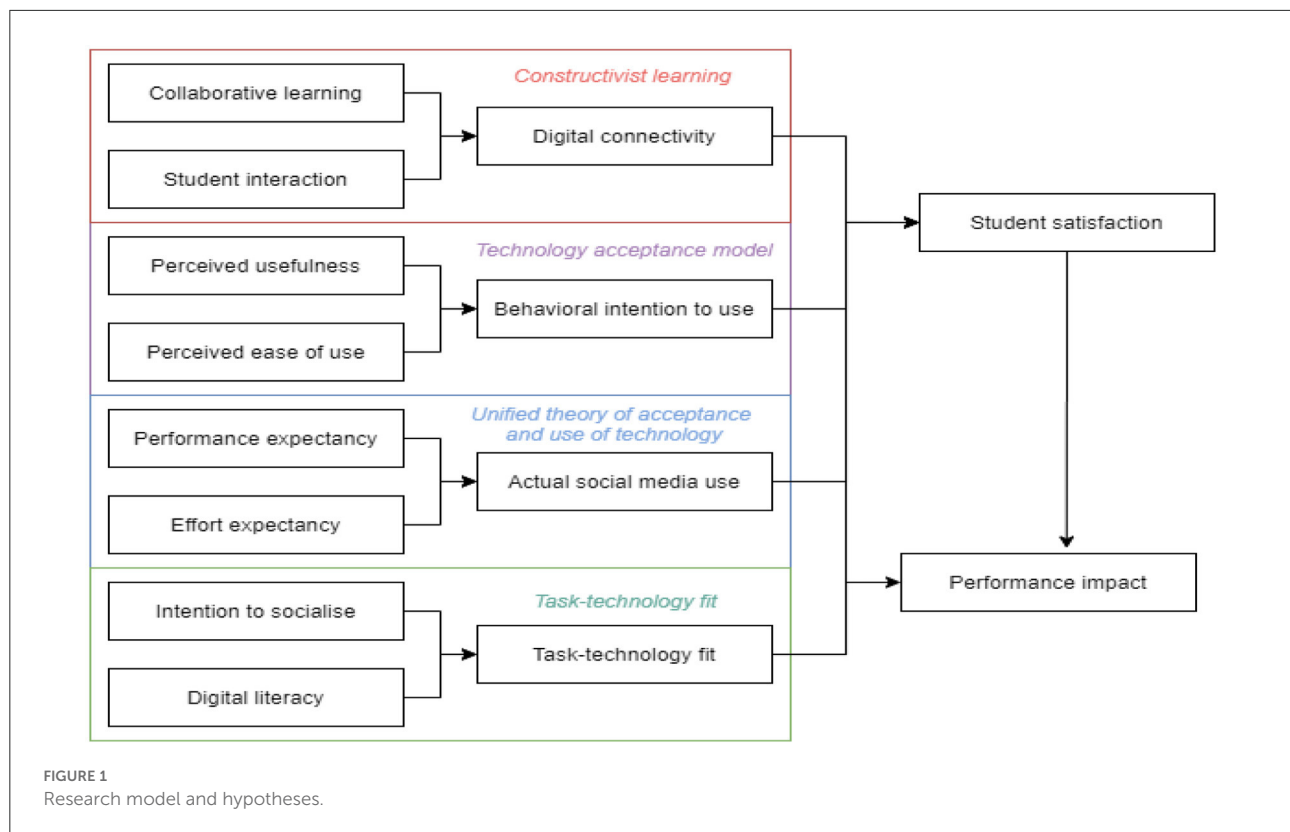 Constructivist learning
Collaborative learning
Digital connectivity
Student interaction
Technology acceptance model
Perceived usefulness
Behavioral intention to use
Perceived ease of use
Unified theory of acceptance
and use of technology
Performance expectancy
Actual social media use
Effort expectancy
Task-technology fit
Intention to socialise
Task-technology fit
Digital literacy
Student satisfaction
Performance impact
FIGURE 1
Research model and hypotheses.